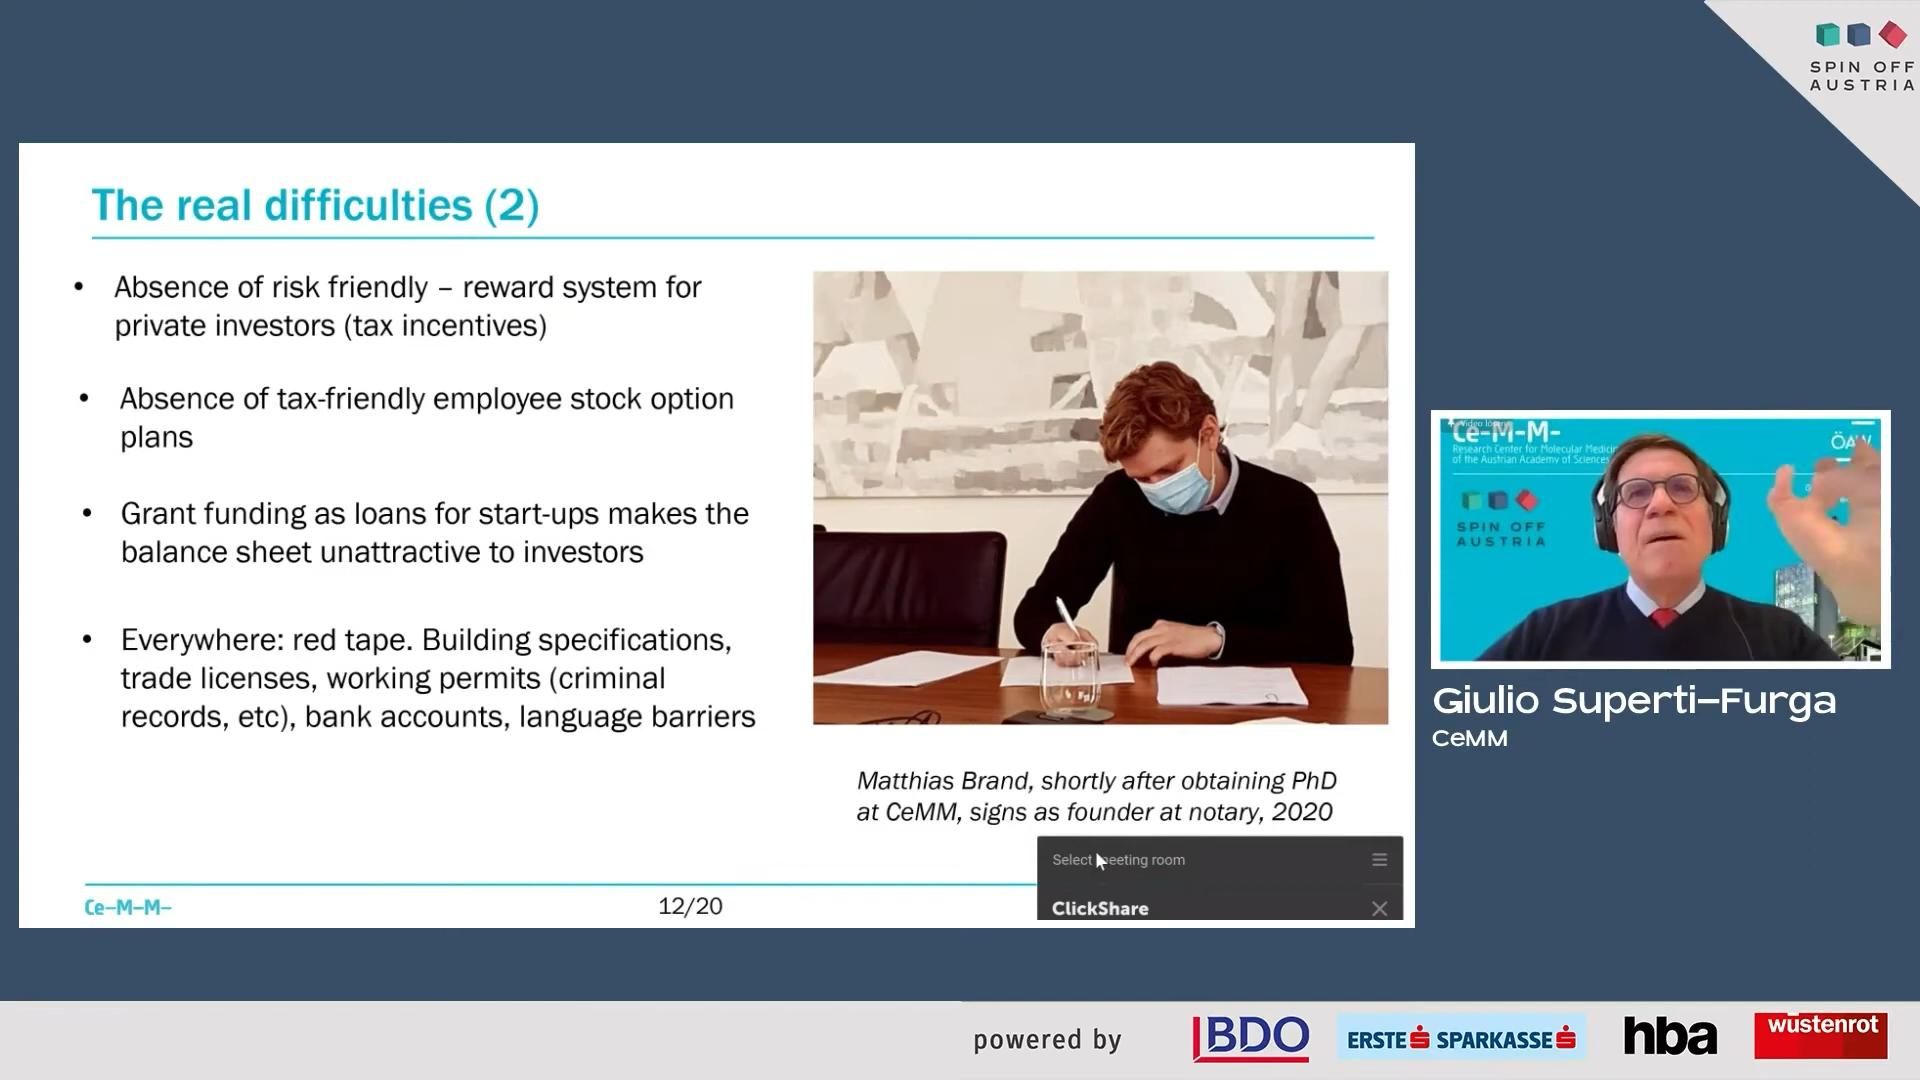 SPIN OFF
AUSTRIA
The real difficulties (2)
• Absence of risk friendly – reward system for
private investors (tax incentives)
• Absence of tax-friendly employee stock option
plans
• Grant funding as loans for start-ups makes the
balance sheet unattractive to investors
• Everywhere: red tape. Building specifications,
trade licenses, working permits (criminal
records, etc), bank accounts, language barriers
Matthias Brand, shortly after obtaining PhD
at CeMM, signs as founder at notary, 2020
Select meeting room
ClickShare
Ce–M–M–
12/20
Ce-M-M-
Research Center for Molecular Medicin
of the Austrian Academy of Sciences
ÖAW
SPIN OFF
AUSTRIA
Giulio Superti–Furga
CeMM
powered by
BDO
ERSTE SPARKASSE
hba
wüstenrot